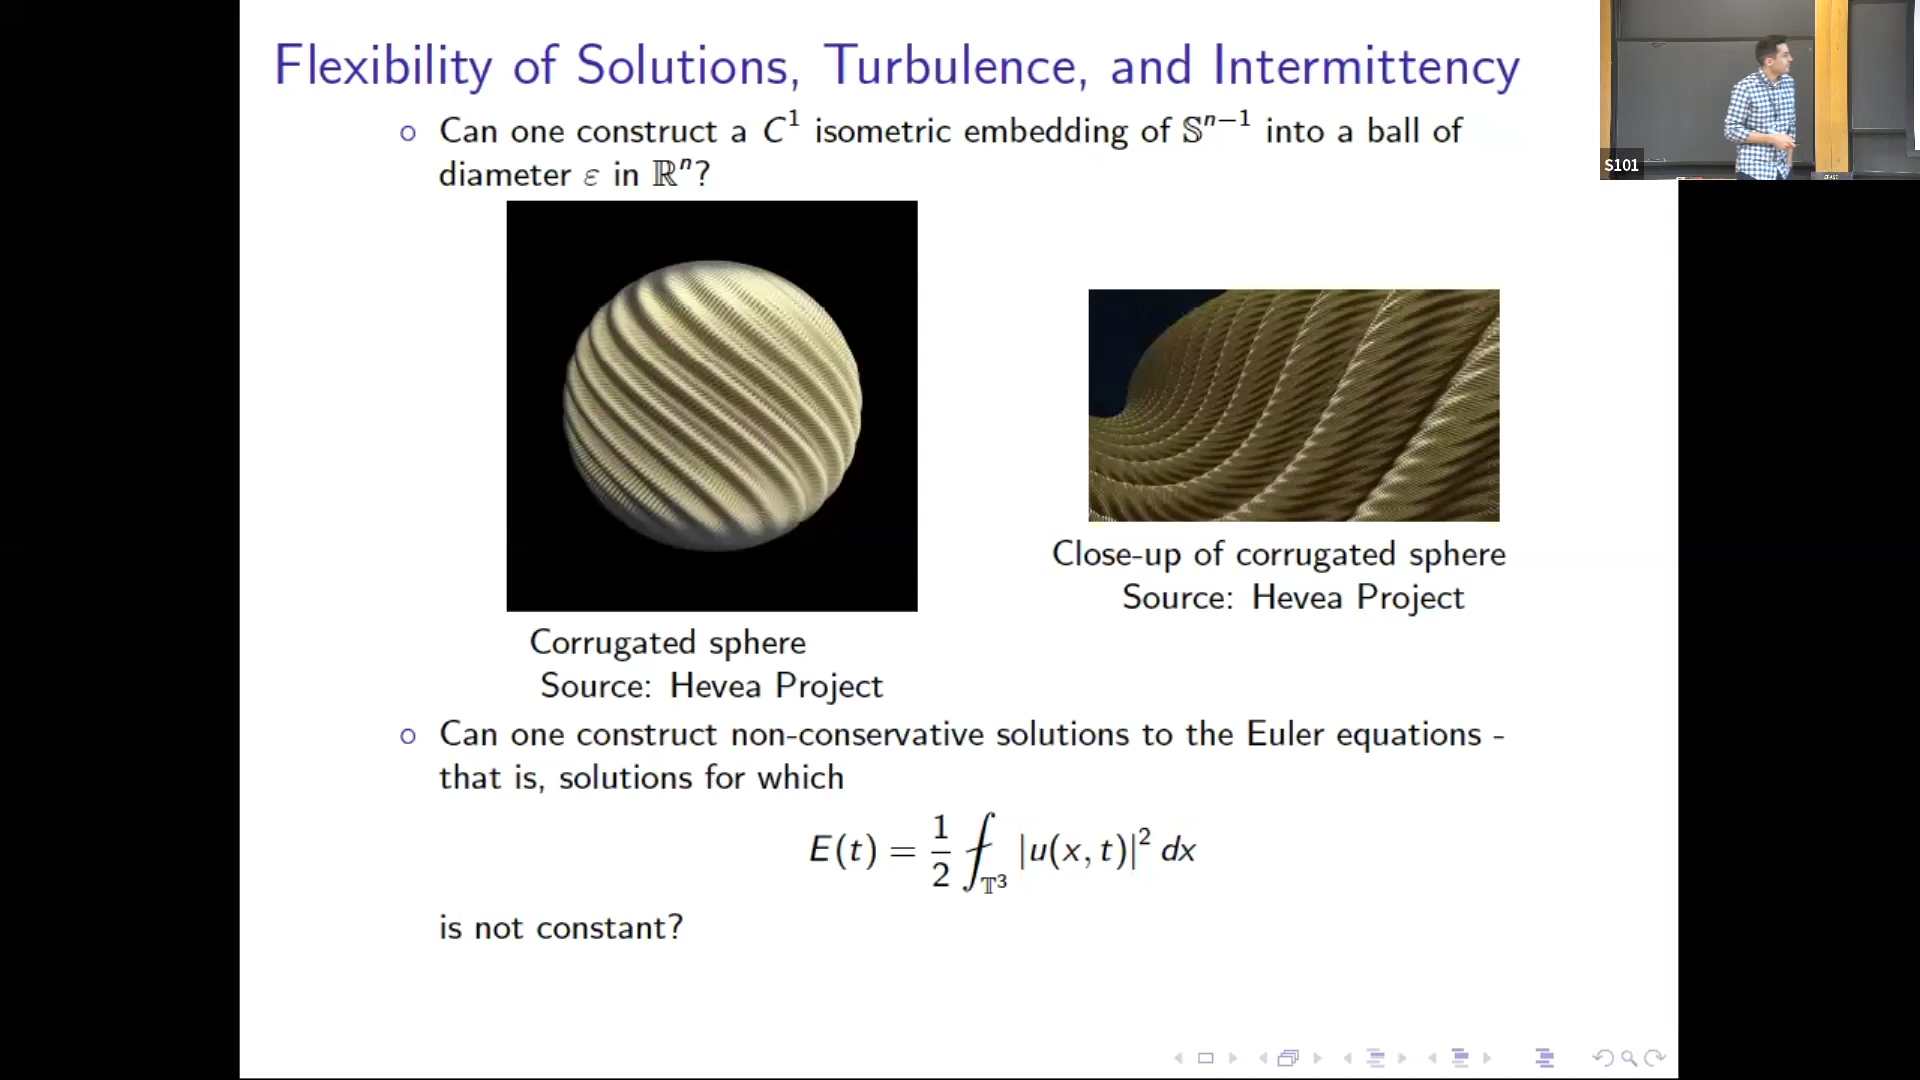 Flexibility of Solutions, Turbulence, and Intermittency
Can one construct a C¹ isometric embedding of 𝕊ⁿ⁻¹ into a ball of
diameter ε in ℝⁿ?
Corrugated sphere
Source: Hevea Project
Close-up of corrugated sphere
Source: Hevea Project
Can one construct non-conservative solutions to the Euler equations -
that is, solutions for which
E(t) = 1/2 ⨍_𝕋³ |u(x, t)|² dx
is not constant?
S101